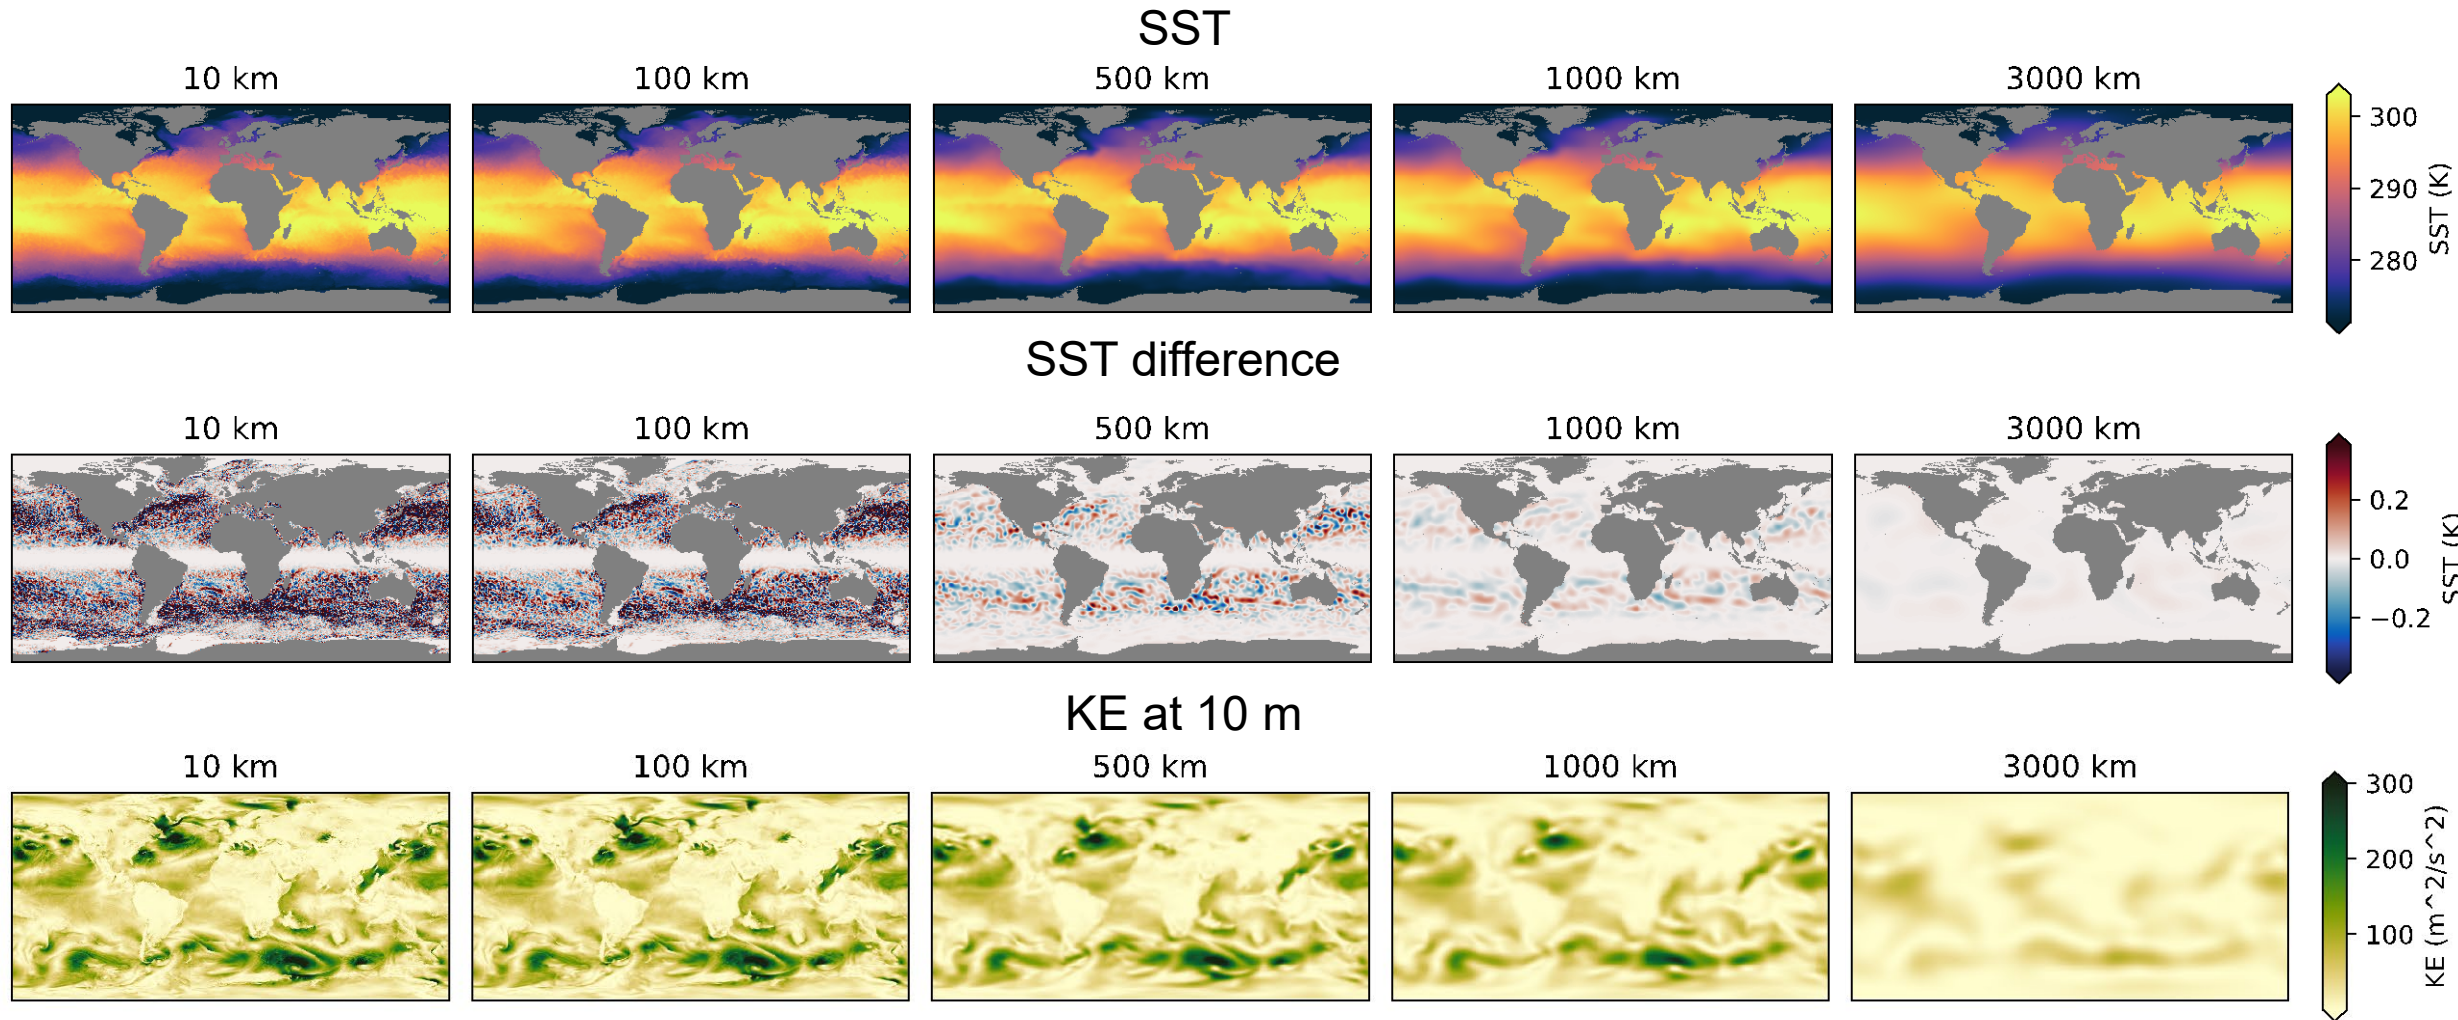 SST
10 km 100 km 500 km 1000 km 3000 km
300
290
280
SST (K)
SST difference
10 km 100 km 500 km 1000 km 3000 km
0.2
0.0
−0.2
SST (K)
KE at 10 m
10 km 100 km 500 km 1000 km 3000 km
300
200
100
KE (m^2/s^2)